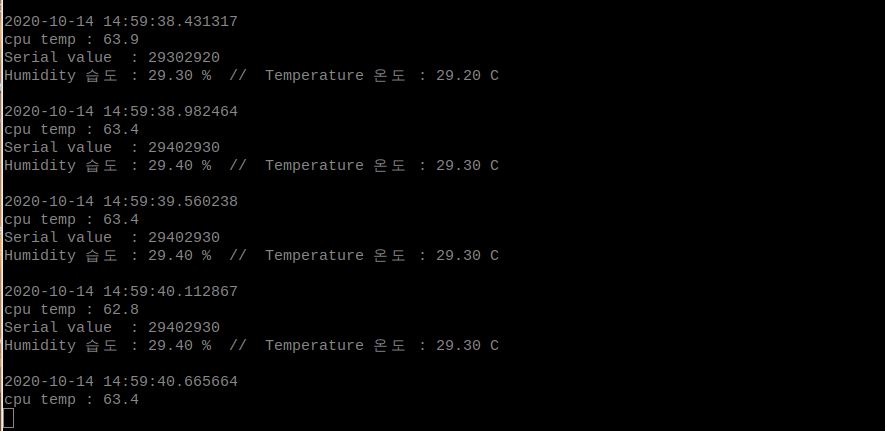 2020-10-14 14:59:38.431317
cpu temp : 63.9
Serial value  : 29302920
Humidity 습도 : 29.30 %  //  Temperature 온도 : 29.20 C
2020-10-14 14:59:38.982464
cpu temp : 63.4
Serial value  : 29402930
Humidity 습도 : 29.40 %  //  Temperature 온도 : 29.30 C
2020-10-14 14:59:39.560238
cpu temp : 63.4
Serial value  : 29402930
Humidity 습도 : 29.40 %  //  Temperature 온도 : 29.30 C
2020-10-14 14:59:40.112867
cpu temp : 62.8
Serial value  : 29402930
Humidity 습도 : 29.40 %  //  Temperature 온도 : 29.30 C
2020-10-14 14:59:40.665664
cpu temp : 63.4